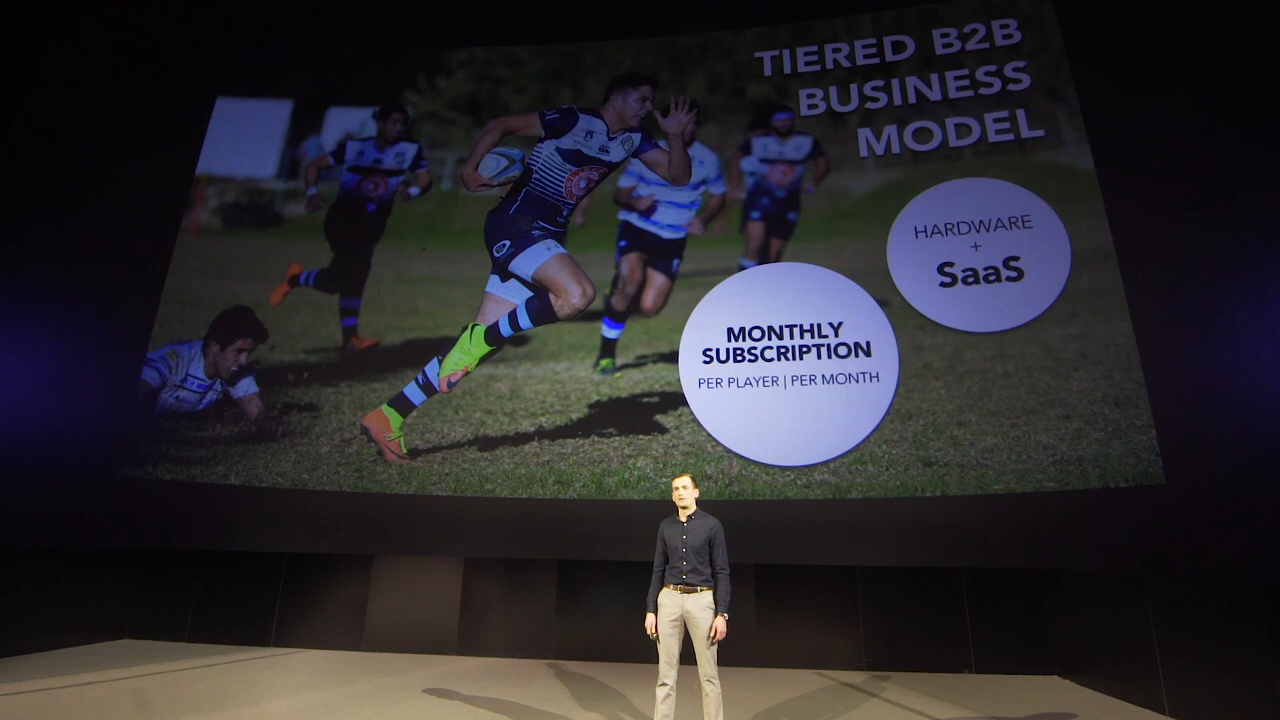 TIERED B2B
BUSINESS
MODEL
HARDWARE
+
SaaS
MONTHLY
SUBSCRIPTION
PER PLAYER | PER MONTH